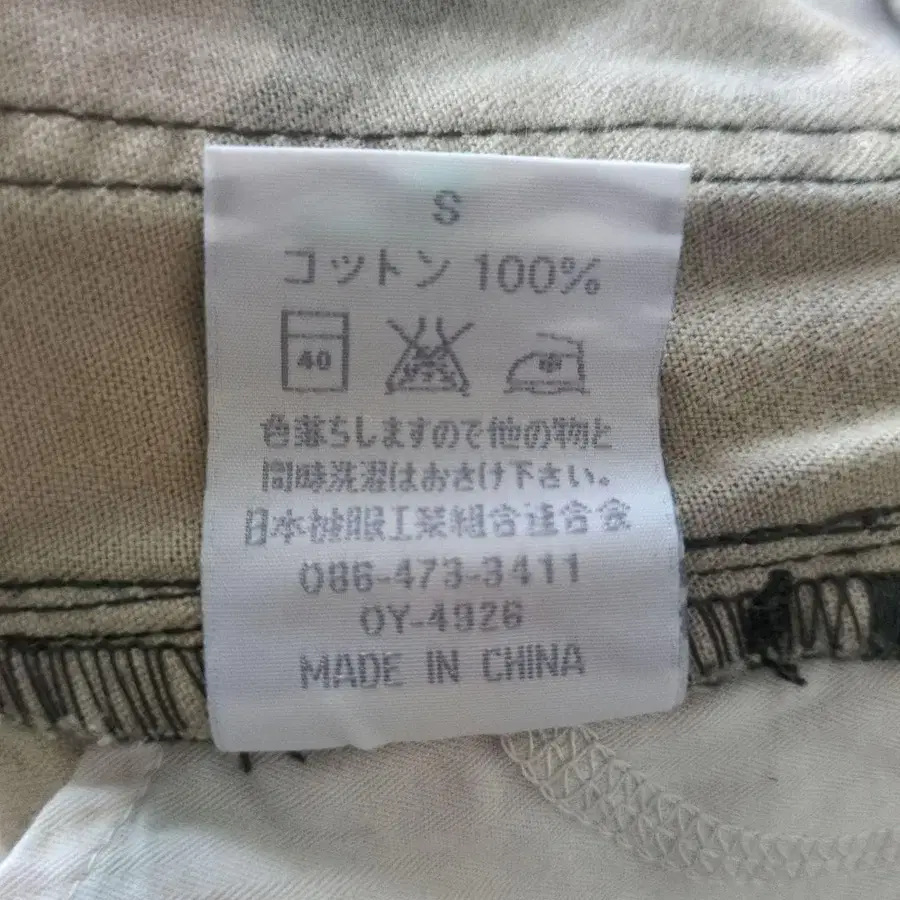 S
コットン 100%
40
色落ちしますので他の物と
同時洗濯はおさけ下さい。
日本被服工業組合連合会
086-473-3411
OY-4926
MADE IN CHINA